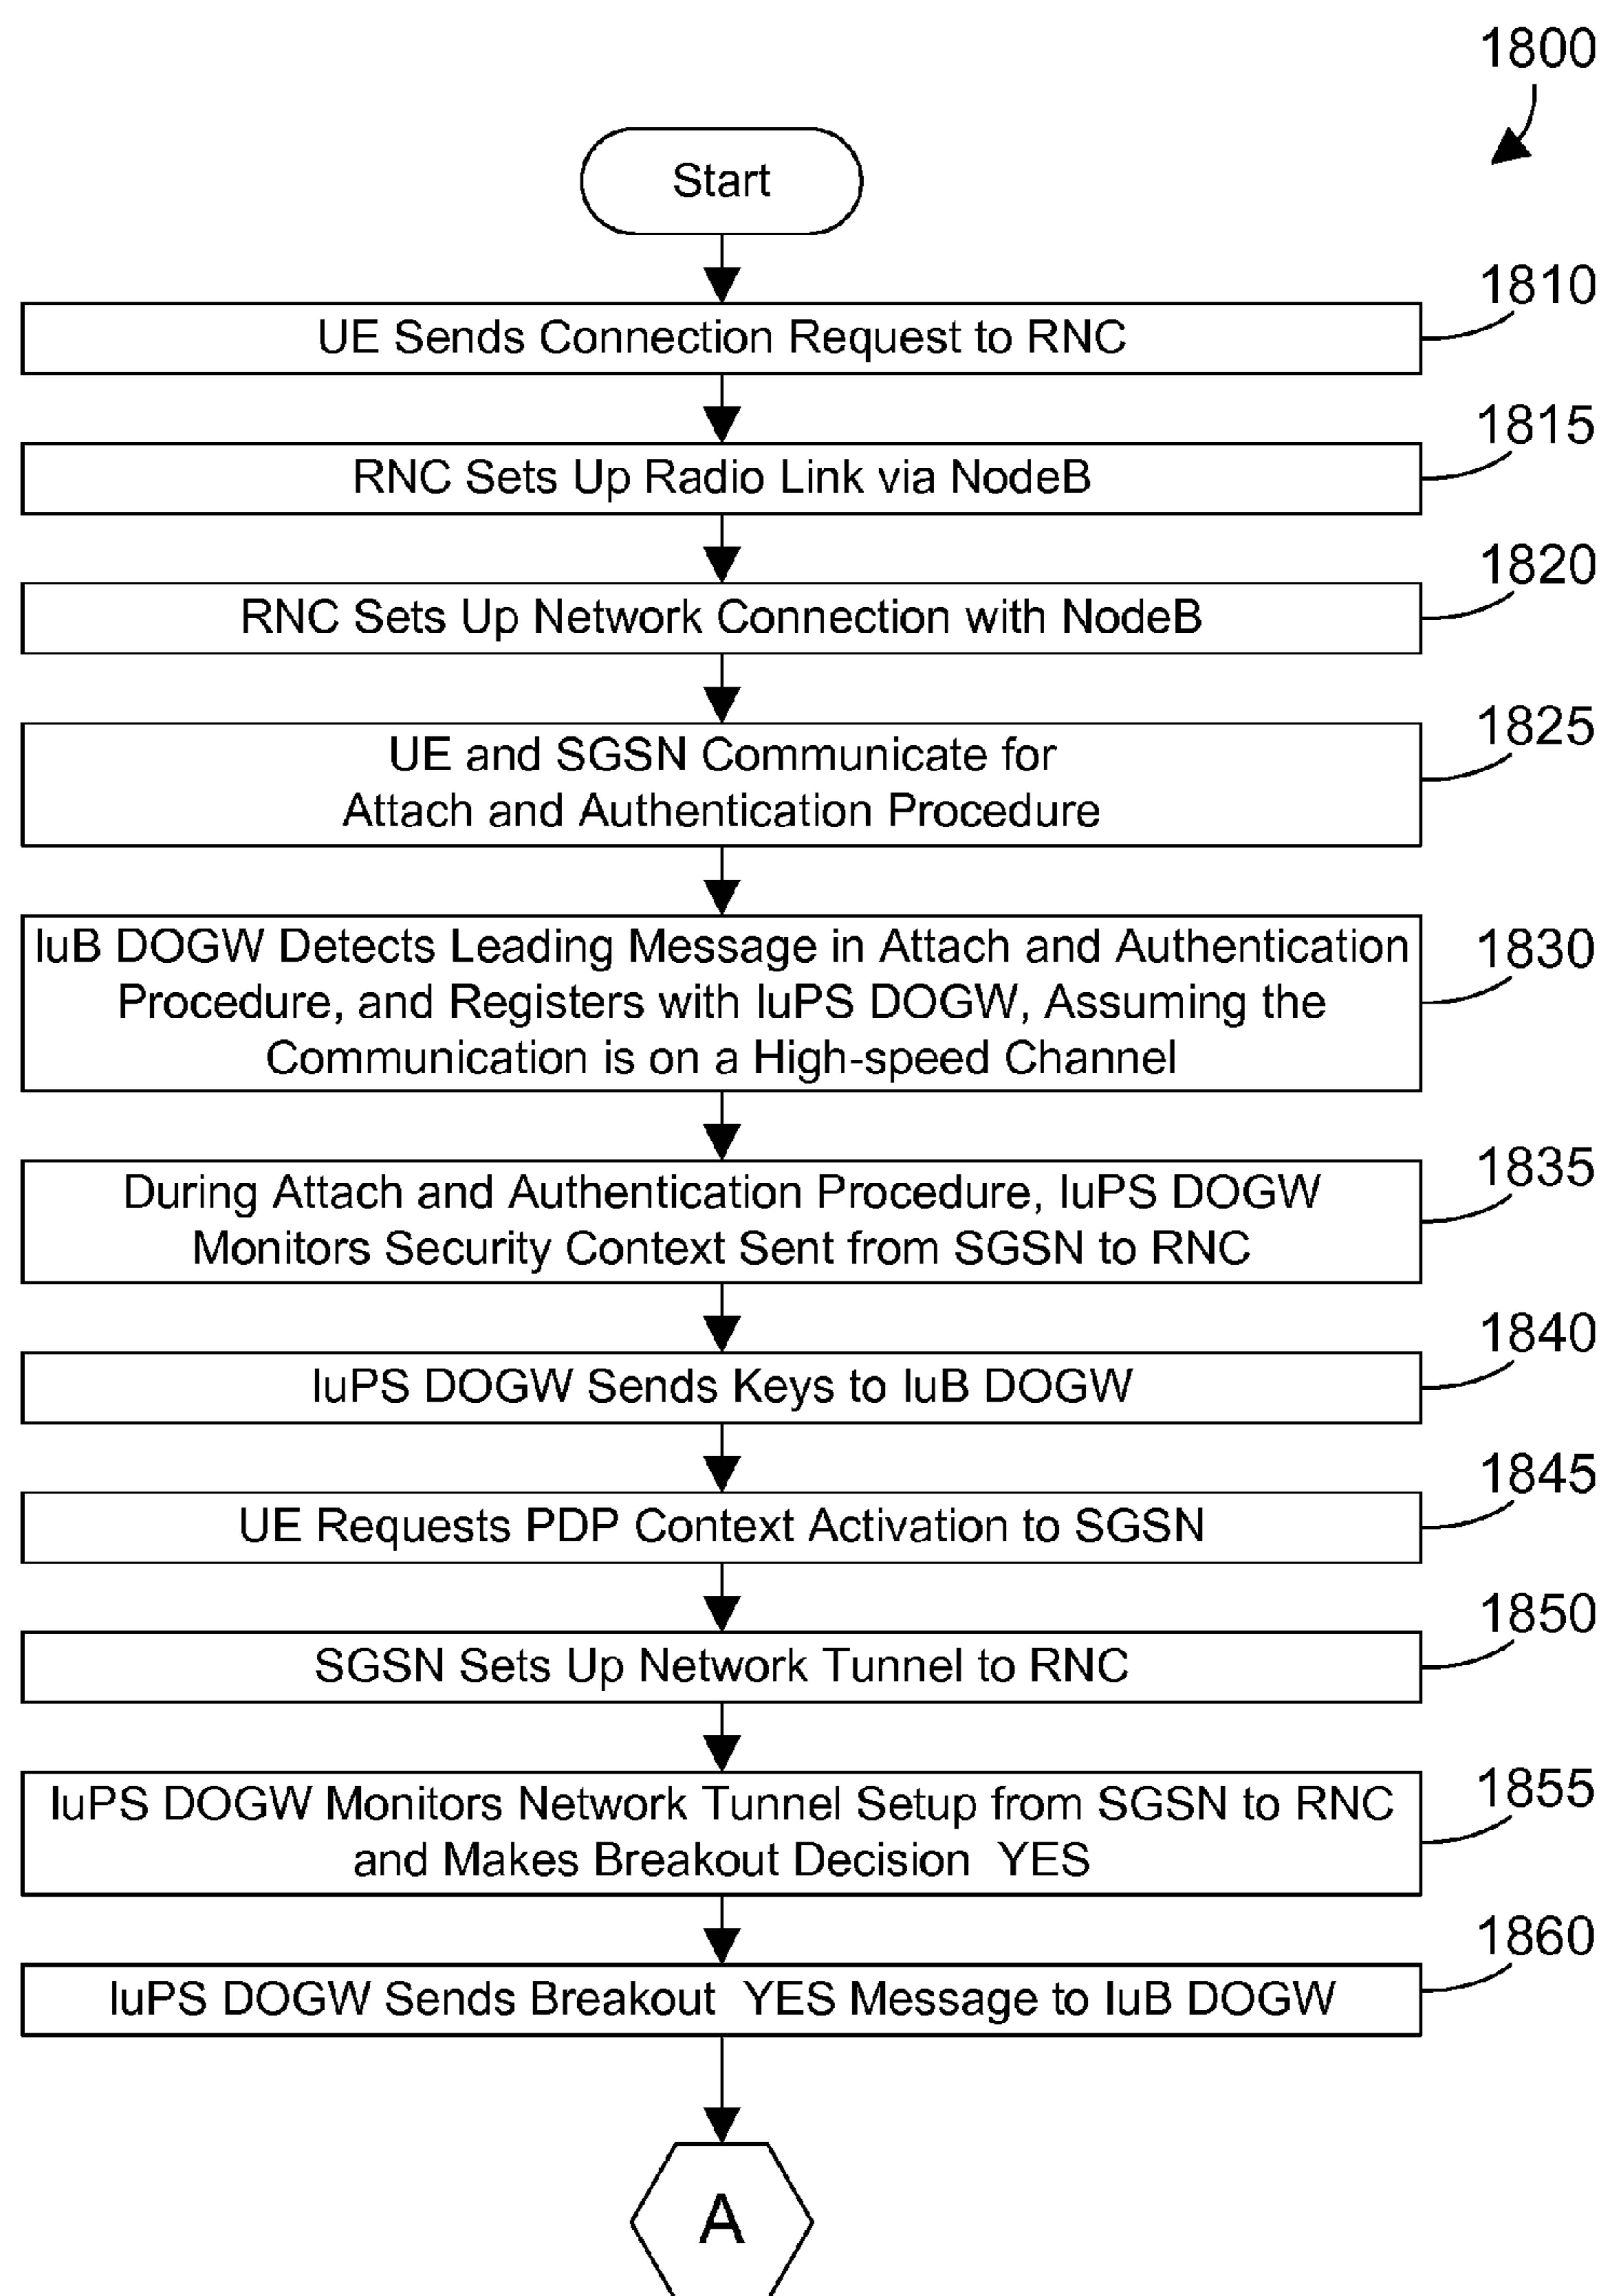 1800
Start
1810
UE Sends Connection Request to RNC
1815
RNC Sets Up Radio Link via NodeB
1820
RNC Sets Up Network Connection with NodeB
1825
UE and SGSN Communicate for
Attach and Authentication Procedure
1830
IuB DOGW Detects Leading Message in Attach and Authentication
Procedure, and Registers with IuPS DOGW, Assuming the
Communication is on a High-speed Channel
1835
During Attach and Authentication Procedure, IuPS DOGW
Monitors Security Context Sent from SGSN to RNC
1840
IuPS DOGW Sends Keys to IuB DOGW
1845
UE Requests PDP Context Activation to SGSN
1850
SGSN Sets Up Network Tunnel to RNC
1855
IuPS DOGW Monitors Network Tunnel Setup from SGSN to RNC
and Makes Breakout Decision YES
1860
IuPS DOGW Sends Breakout YES Message to IuB DOGW
A